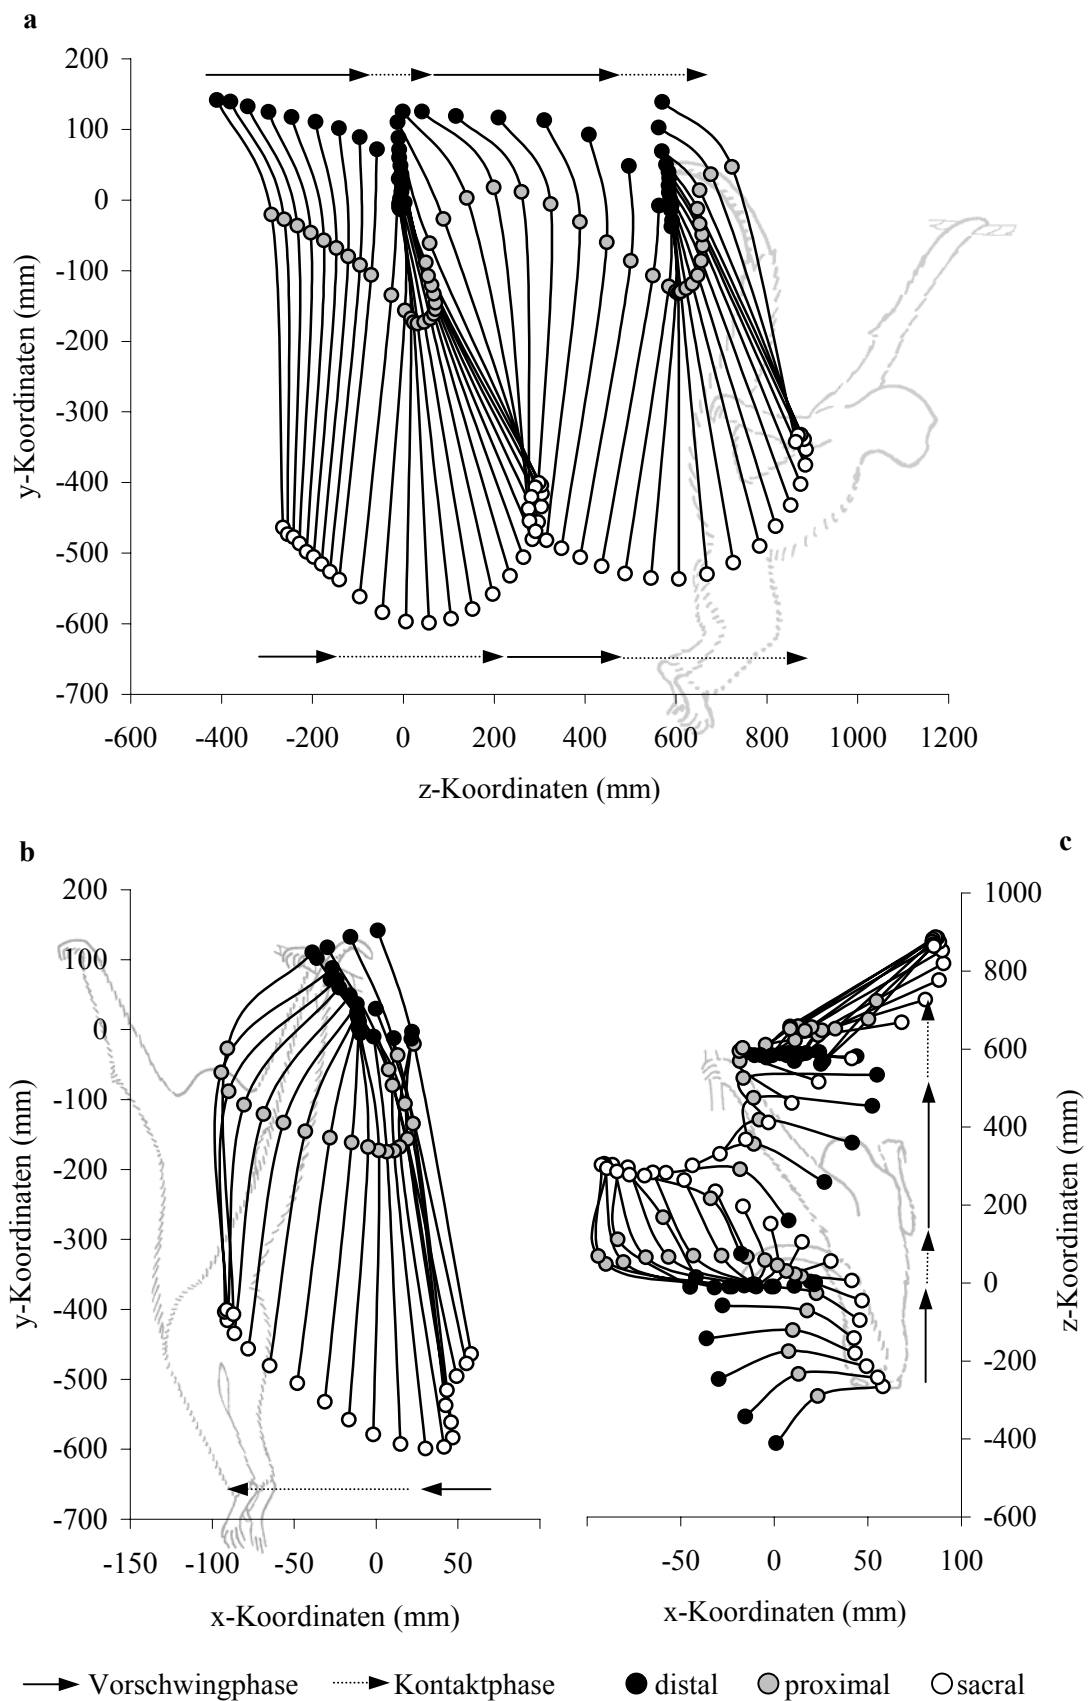 a
200
100
0
-100
-200
-300
-400
-500
-600
-700
y-Koordinaten (mm)
-600 -400 -200 0 200 400 600 800 1000 1200
z-Koordinaten (mm)
b
200
100
0
-100
-200
-300
-400
-500
-600
-700
y-Koordinaten (mm)
-150 -100 -50 0 50
x-Koordinaten (mm)
c
1000
800
600
400
200
0
-200
-400
-600
z-Koordinaten (mm)
-50 0 50 100
x-Koordinaten (mm)
Vorschwingphase Kontaktphase distal proximal sacral